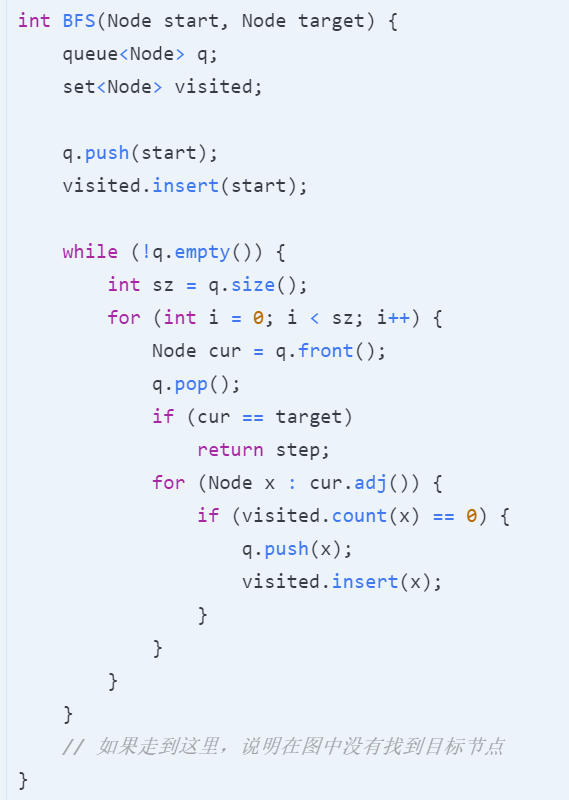 int BFS(Node start, Node target) {
    queue<Node> q;
    set<Node> visited;

    q.push(start);
    visited.insert(start);

    while (!q.empty()) {
        int sz = q.size();
        for (int i = 0; i < sz; i++) {
            Node cur = q.front();
            q.pop();
            if (cur == target)
                return step;
            for (Node x : cur.adj()) {
                if (visited.count(x) == 0) {
                    q.push(x);
                    visited.insert(x);
                }
            }
        }
    }
    // 如果走到这里，说明在图中没有找到目标节点
}